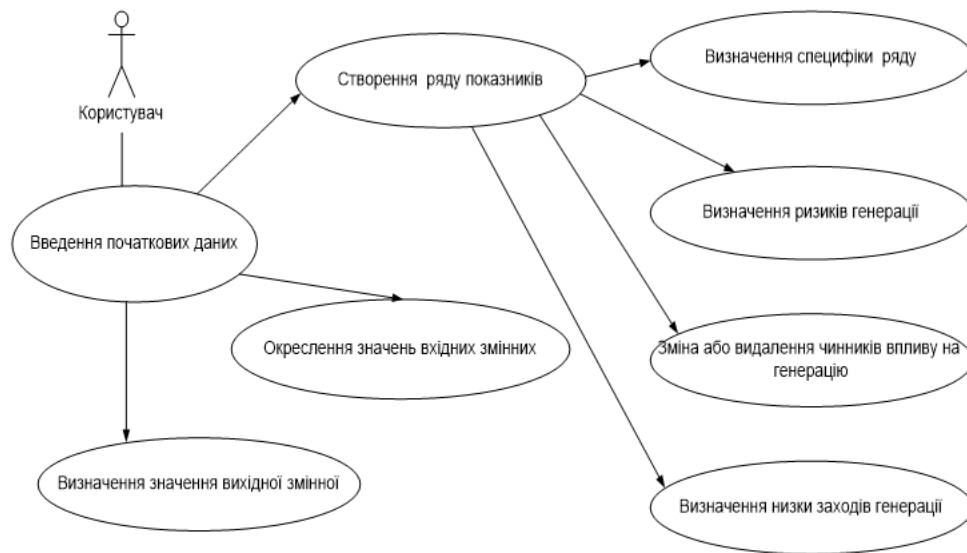 Користувач
Введення початкових даних
Створення ряду показників
Визначення специфіки ряду
Визначення ризиків генерації
Окреслення значень вхідних змінних
Зміна або видалення чинників впливу на
генерацію
Визначення значення вихідної змінної
Визначення низки заходів генерації